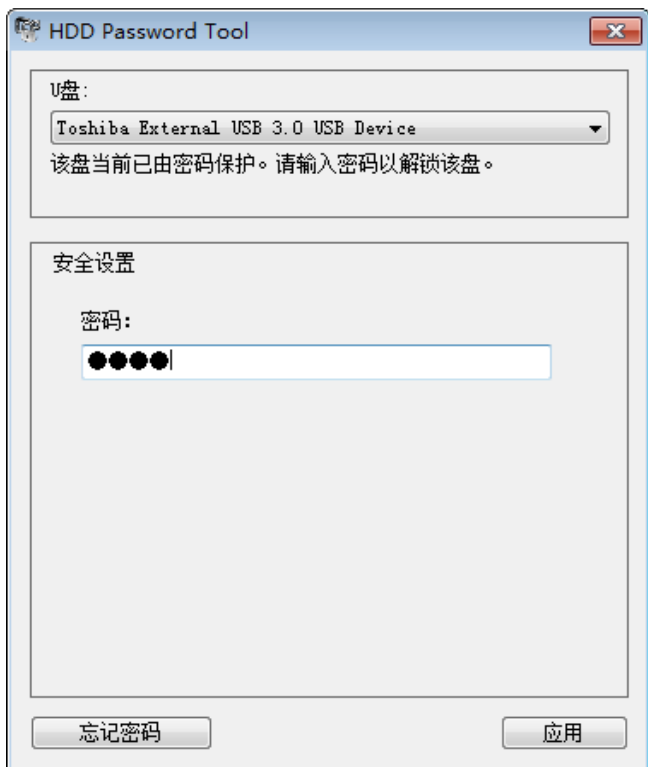 HDD Password Tool
U盘:
Toshiba External USB 3.0 USB Device
该盘当前已由密码保护。请输入密码以解锁该盘。
安全设置
密码:
●●●●
忘记密码
应用